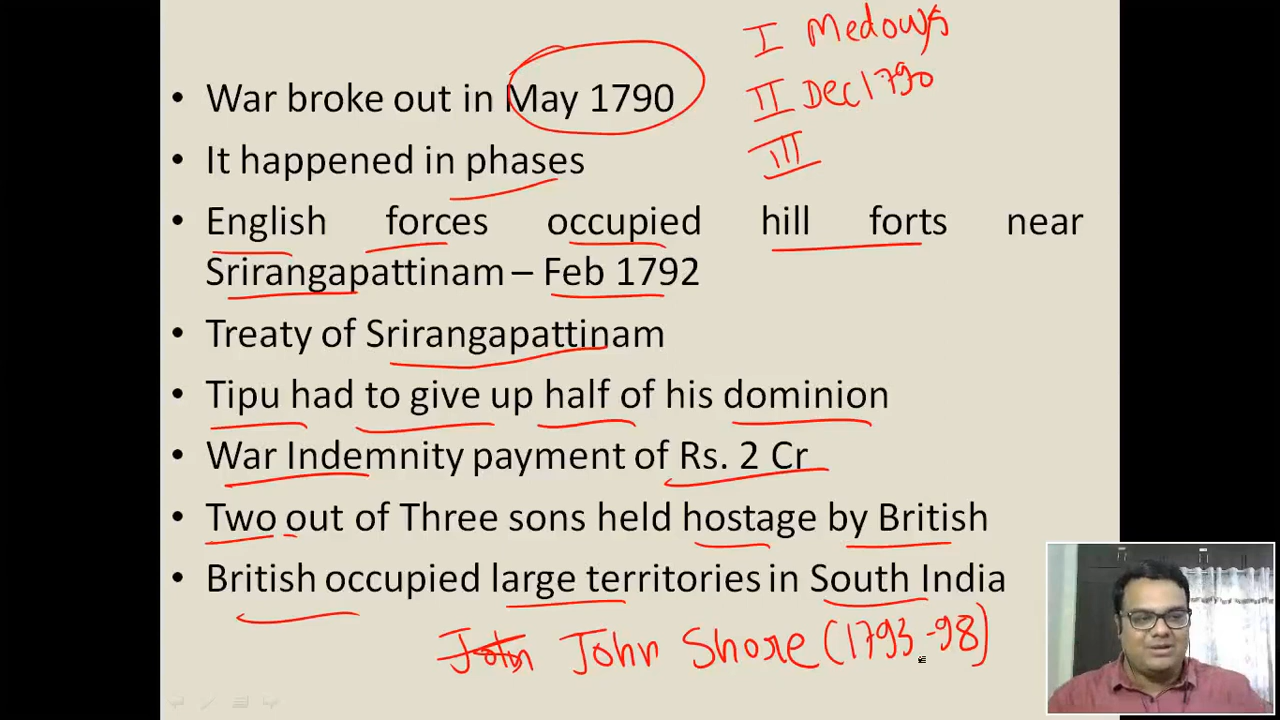 I Medows
• War broke out in May 1790
II Dec 1790
• It happened in phases
III
• English forces occupied hill forts near
Srirangapattinam – Feb 1792
• Treaty of Srirangapattinam
• Tipu had to give up half of his dominion
• War Indemnity payment of Rs. 2 Cr
• Two out of Three sons held hostage by British
• British occupied large territories in South India
John John Shore (1793-98)